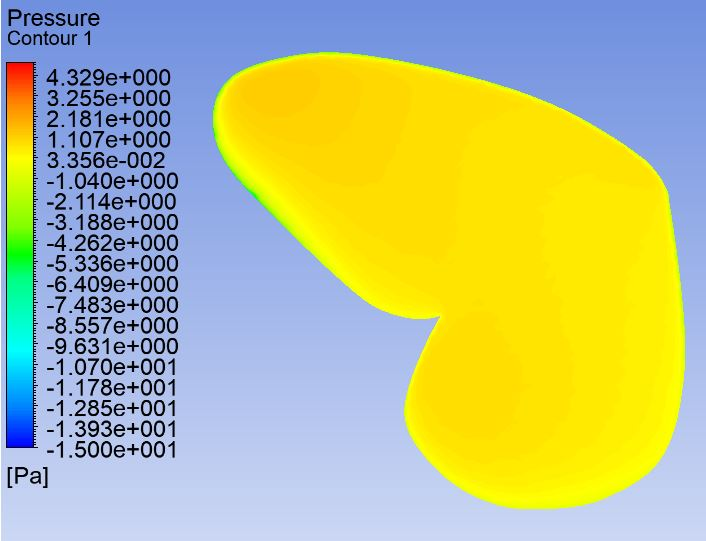 Pressure
Contour 1
4.329e+000
3.255e+000
2.181e+000
1.107e+000
3.356e-002
-1.040e+000
-2.114e+000
-3.188e+000
-4.262e+000
-5.336e+000
-6.409e+000
-7.483e+000
-8.557e+000
-9.631e+000
-1.070e+001
-1.178e+001
-1.285e+001
-1.393e+001
-1.500e+001
[Pa]